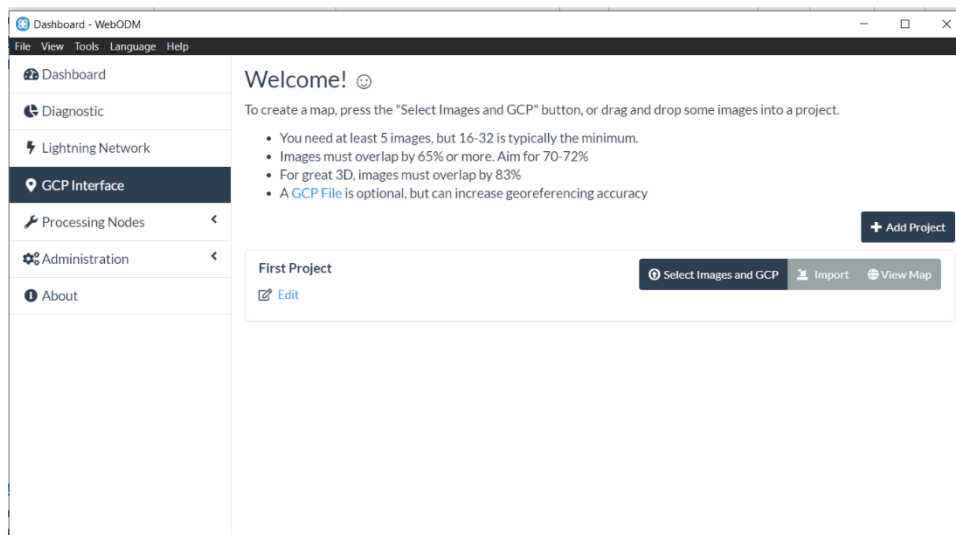 Dashboard - WebODM
File View Tools Language Help
Dashboard
Diagnostic
Lightning Network
GCP Interface
Processing Nodes
Administration
About
Welcome! ☺
To create a map, press the "Select Images and GCP" button, or drag and drop some images into a project.
• You need at least 5 images, but 16-32 is typically the minimum.
• Images must overlap by 65% or more. Aim for 70-72%
• For great 3D, images must overlap by 83%
• A GCP File is optional, but can increase georeferencing accuracy
+ Add Project
First Project
Select Images and GCP Import View Map
Edit